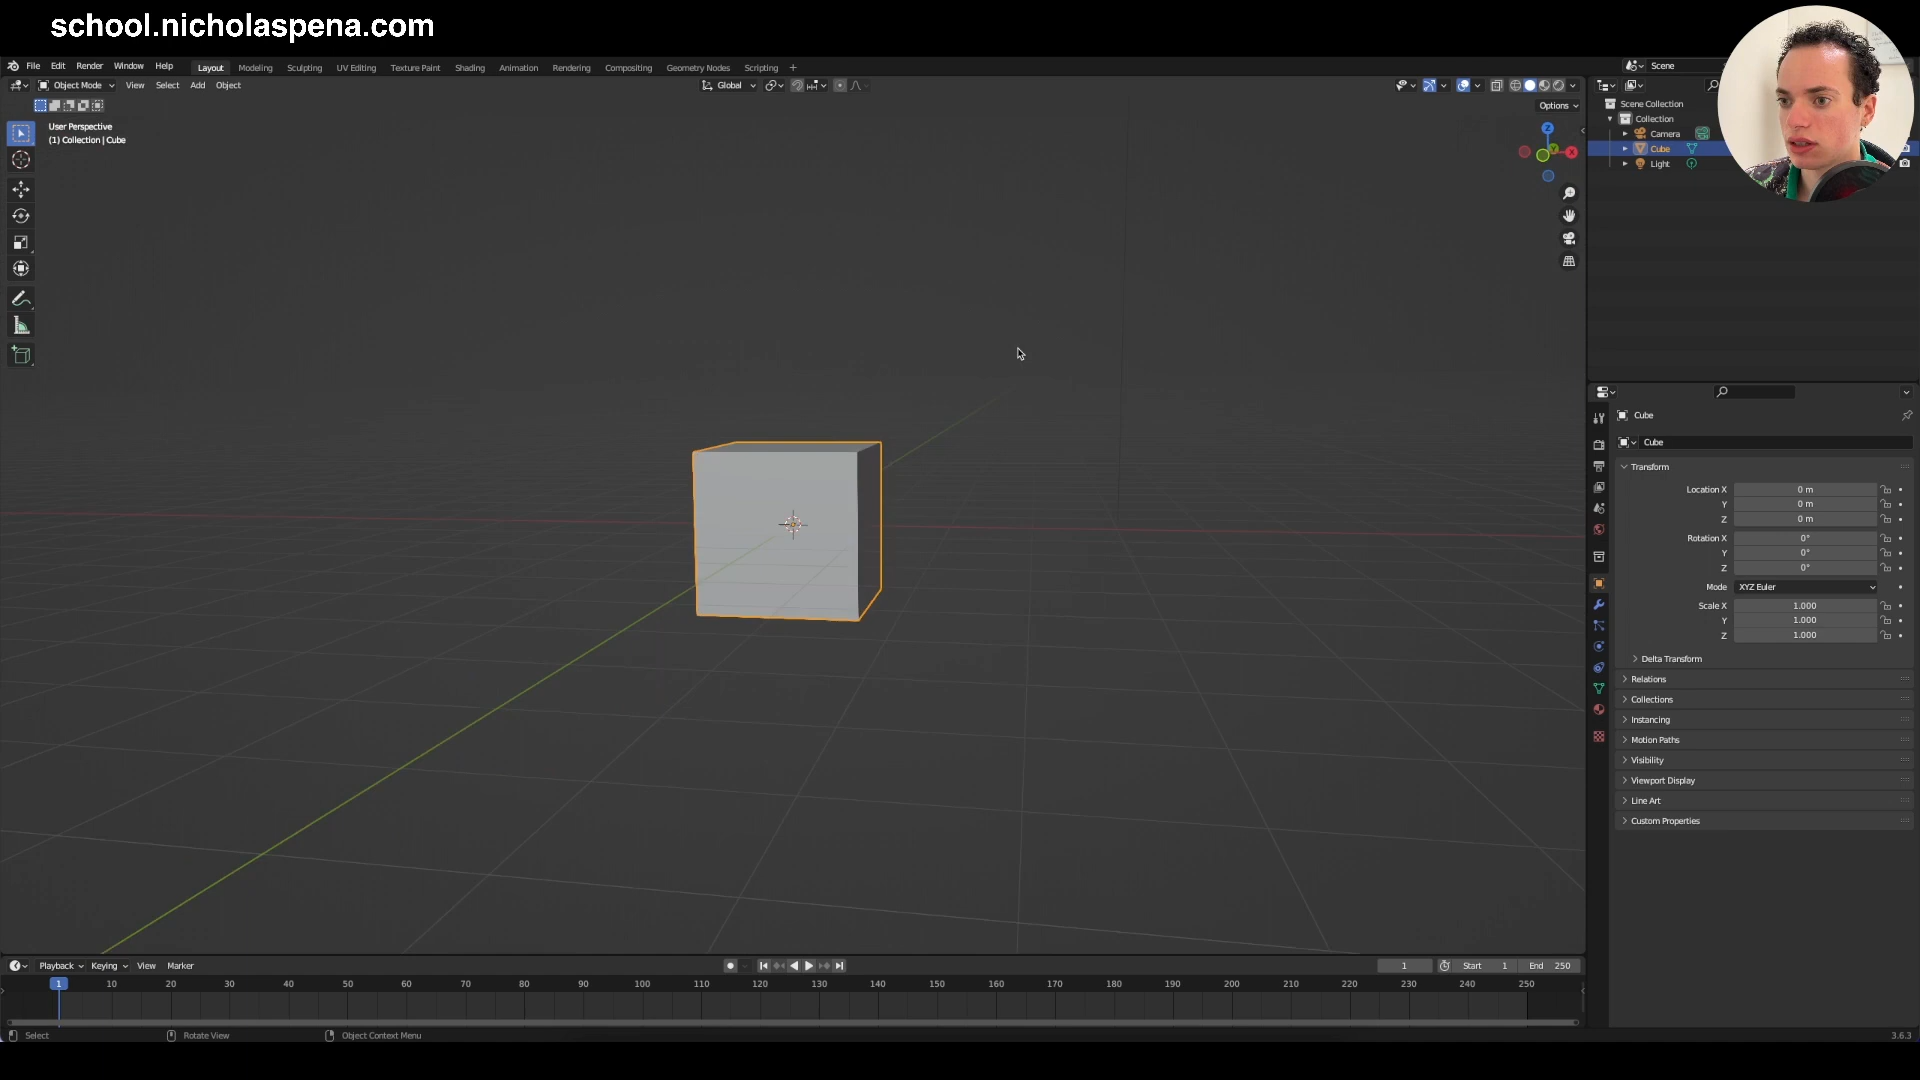 school.nicholaspena.com
File Edit Render Window Help Layout Modeling Sculpting UV Editing Texture Paint Shading Animation Rendering Compositing Geometry Nodes Scripting + Scene
Object Mode View Select Add Object Global
Options
User Perspective
(1) Collection | Cube
Z
Y
X
Scene Collection
Collection
Camera
Cube
Light
Cube
Cube
Transform
Location X 0 m
Y 0 m
Z 0 m
Rotation X 0°
Y 0°
Z 0°
Mode XYZ Euler
Scale X 1.000
Y 1.000
Z 1.000
Delta Transform
Relations
Collections
Instancing
Motion Paths
Visibility
Viewport Display
Line Art
Custom Properties
Playback Keying View Marker 1 Start 1 End 250
1 10 20 30 40 50 60 70 80 90 100 110 120 130 140 150 160 170 180 190 200 210 220 230 240 250
Select Rotate View Object Context Menu 3.6.3